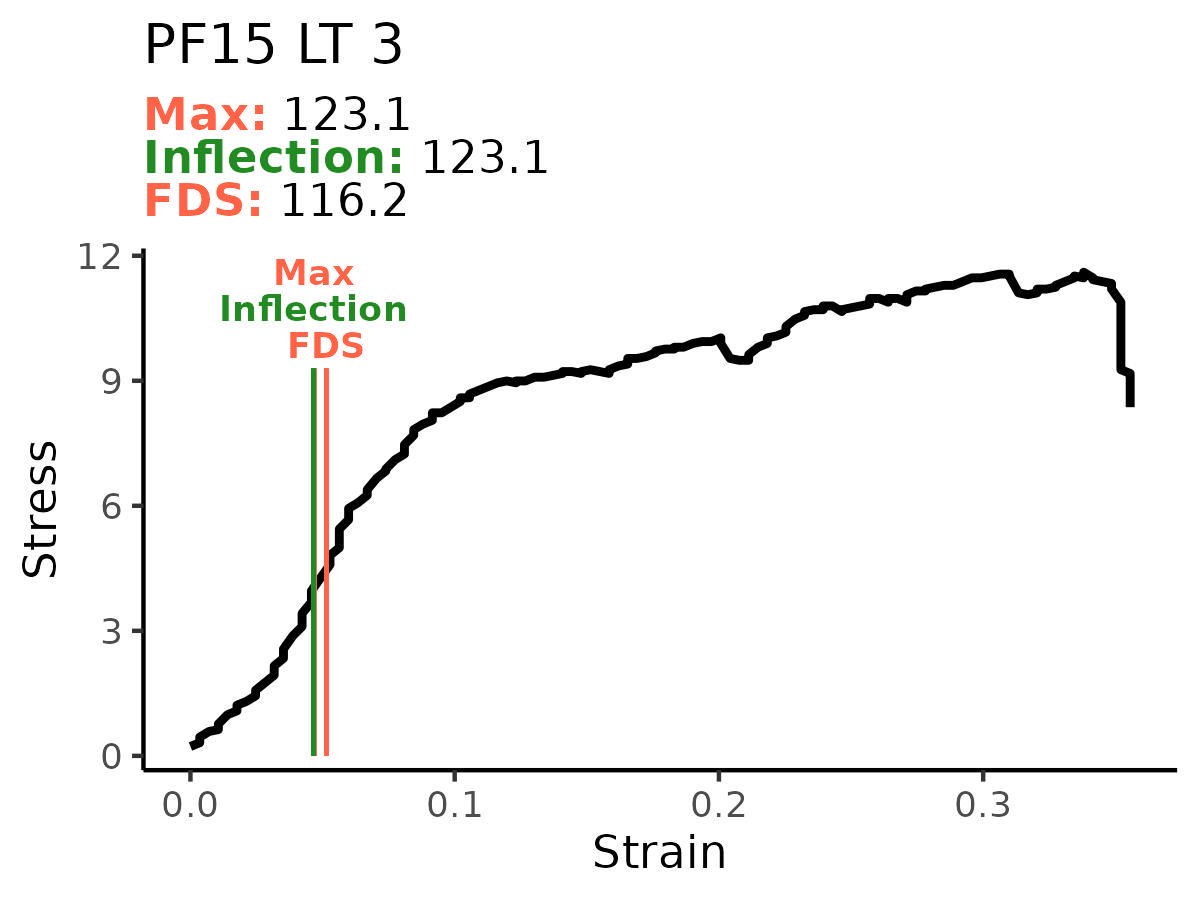 PF15 LT 3
Max: 123.1
Inflection: 123.1
FDS: 116.2
12
Max
Inflection
FDS
9
6
3
0
Stress
0.0 0.1 0.2 0.3
Strain